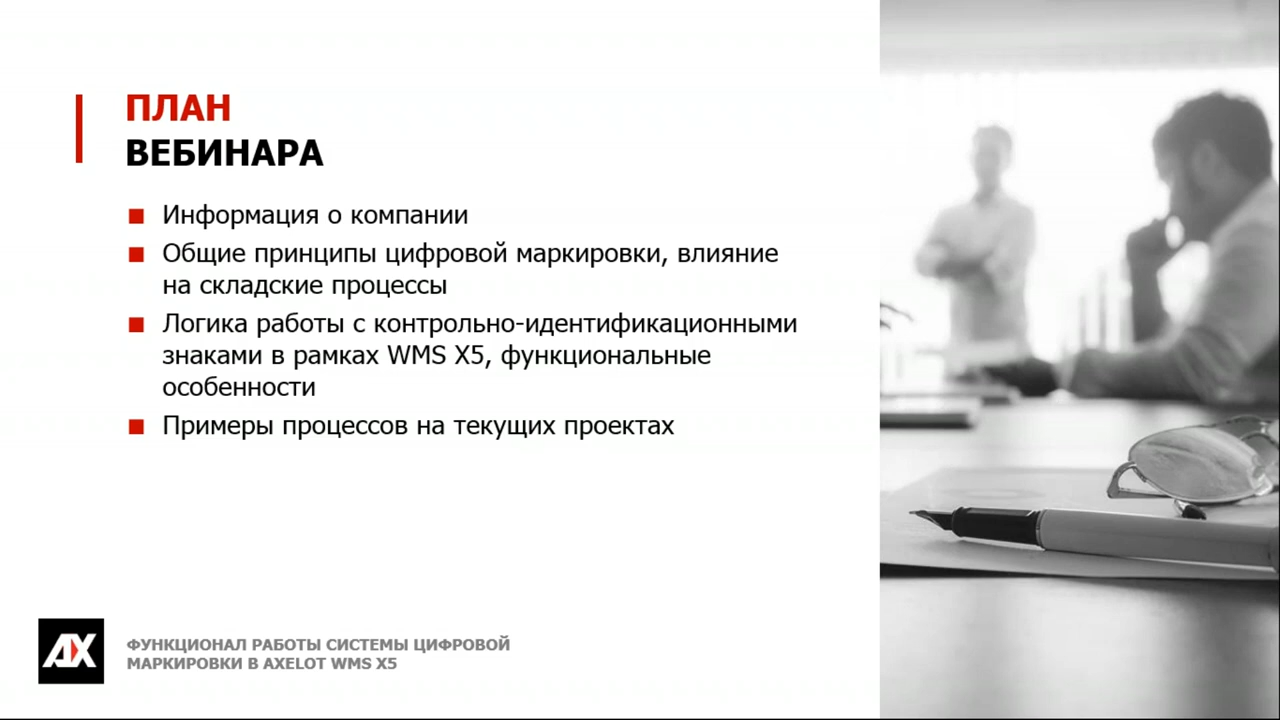 ПЛАН
ВЕБИНАРА
Информация о компании
Общие принципы цифровой маркировки, влияние
на складские процессы
Логика работы с контрольно-идентификационными
знаками в рамках WMS X5, функциональные
особенности
Примеры процессов на текущих проектах
AX
ФУНКЦИОНАЛ РАБОТЫ СИСТЕМЫ ЦИФРОВОЙ
МАРКИРОВКИ В AXELOT WMS X5